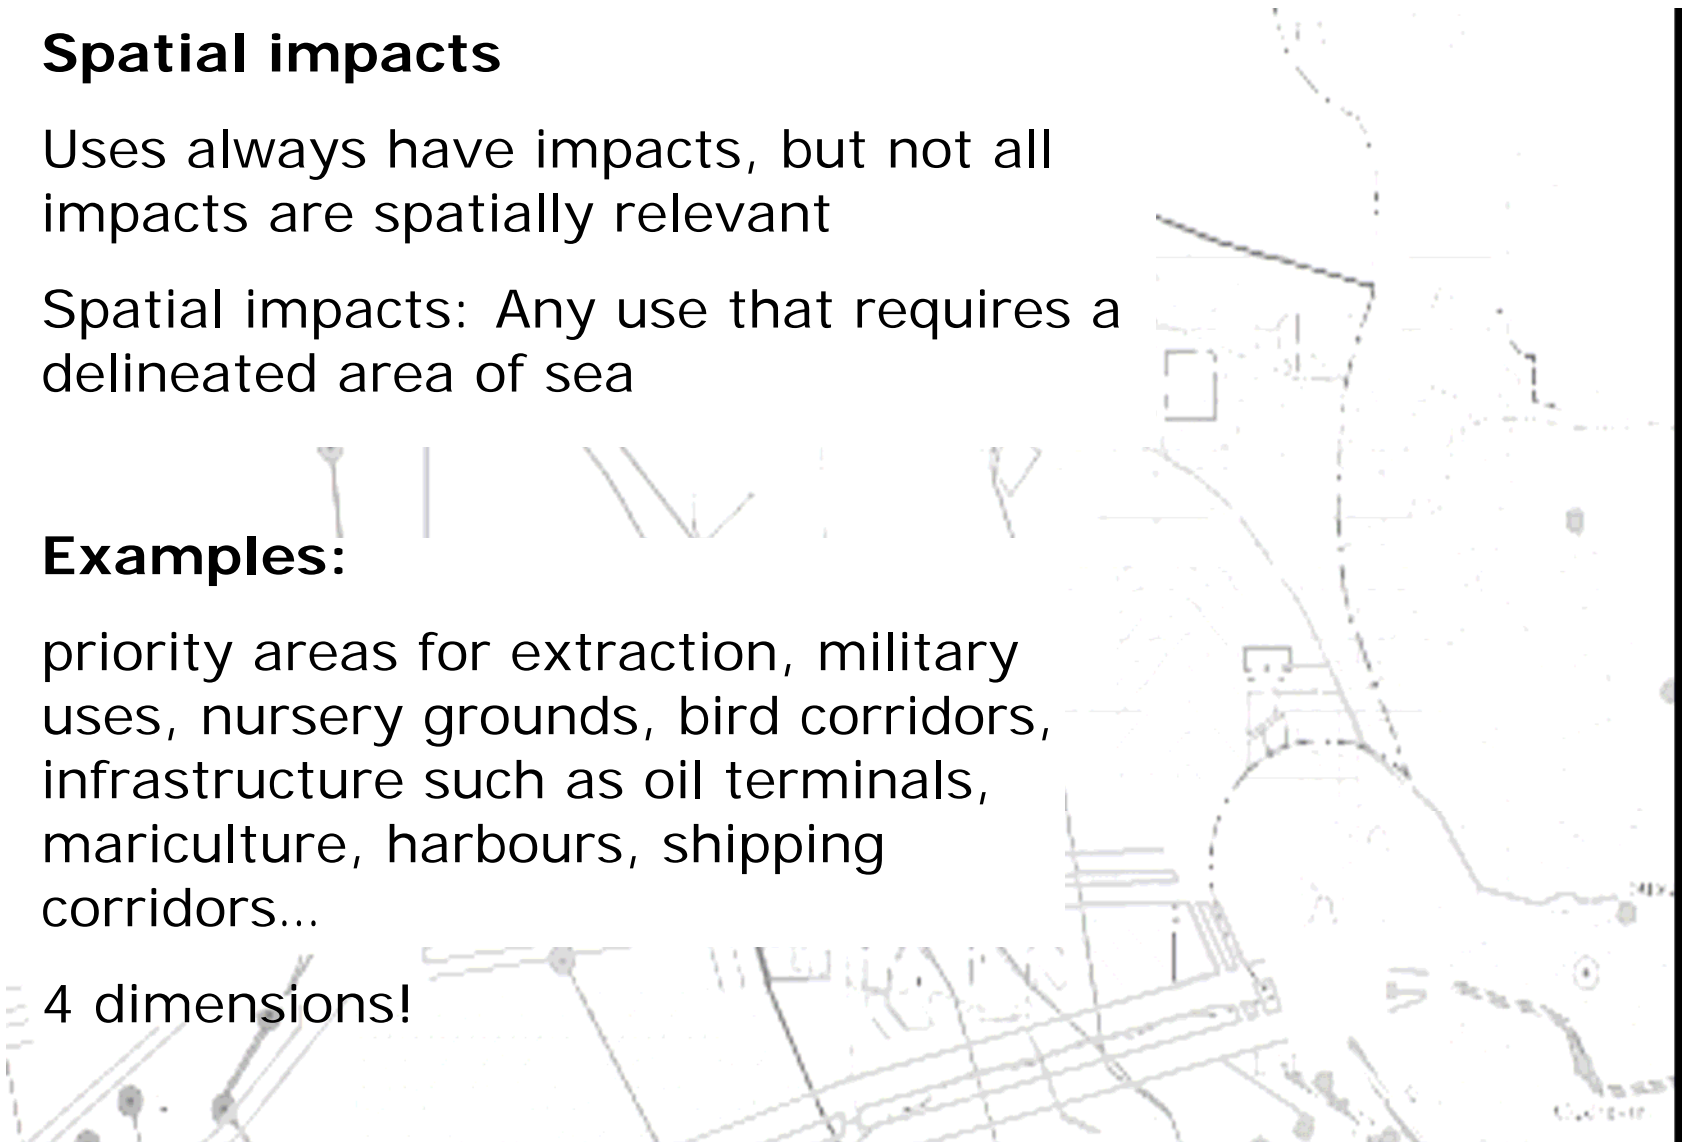 Spatial impacts
Uses always have impacts, but not all
impacts are spatially relevant
Spatial impacts: Any use that requires a
delineated area of sea
Examples:
priority areas for extraction, military
uses, nursery grounds, bird corridors,
infrastructure such as oil terminals,
mariculture, harbours, shipping
corridors...
4 dimensions!